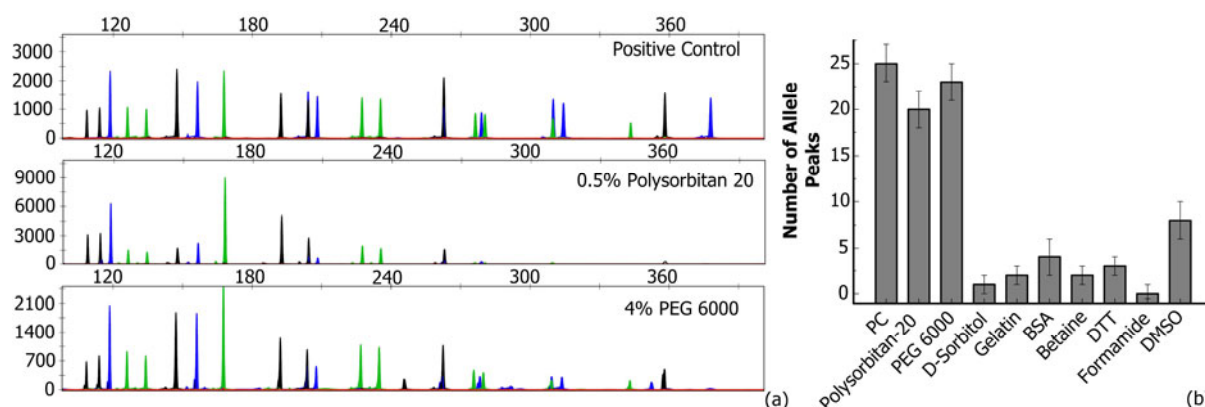 120 180 240 300 360
Positive Control
3000
2000
1000
0
120 180 240 300 360
0.5% Polysorbitan 20
9000
6000
3000
0
120 180 240 300 360
4% PEG 6000
2100
1400
700
0
(a)
Number of Allele
Peaks
25
20
15
10
5
0
PC
Polysorbitan-20
PEG 6000
D-Sorbitol
Gelatin
BSA
Betaine
DTT
Formamide
DMSO
(b)